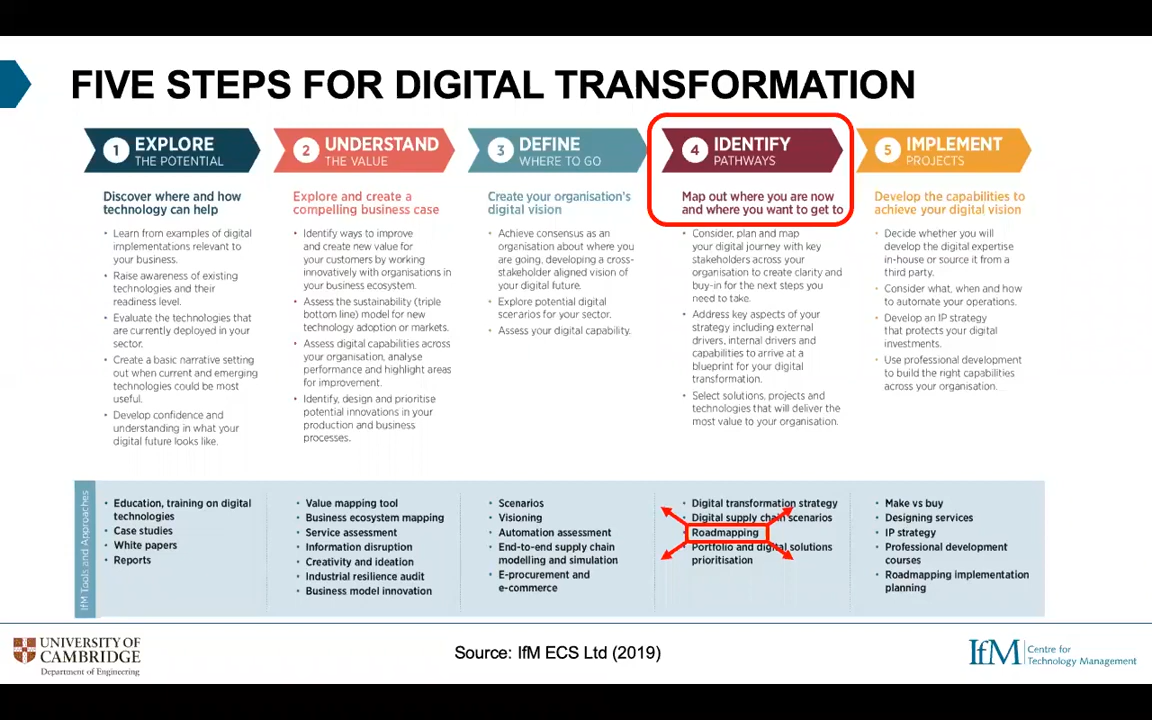 FIVE STEPS FOR DIGITAL TRANSFORMATION
1 EXPLORE
THE POTENTIAL
Discover where and how
technology can help
• Learn from examples of digital
implementations relevant to
your business.
• Raise awareness of existing
technologies and their
readiness level.
• Evaluate the technologies that
are currently deployed in your
sector.
• Create a basic narrative setting
out when current and emerging
technologies could be most
useful.
• Develop confidence and
understanding in what your
digital future looks like.
2 UNDERSTAND
THE VALUE
Explore and create a
compelling business case
• Identify ways to improve
and create new value for
your customers by working
innovatively with organisations in
your business ecosystem.
• Assess the sustainability (triple
bottom line) model for new
technology adoption or markets.
• Assess digital capabilities across
your organisation, analyse
performance and highlight areas
for improvement.
• Identify, design and prioritise
potential innovations in your
production and business
processes.
3 DEFINE
WHERE TO GO
Create your organisation's
digital vision
• Achieve consensus as an
organisation about where you
are going, developing a cross-
stakeholder aligned vision of
your digital future.
• Explore potential digital
scenarios for your sector.
• Assess your digital capability.
4 IDENTIFY
PATHWAYS
Map out where you are now
and where you want to get to
• Consider, plan and map
your digital journey with key
stakeholders across your
organisation to create clarity and
buy-in for the next steps you
need to take.
• Address key aspects of your
strategy including external
drivers, internal drivers and
capabilities to arrive at a
blueprint for your digital
transformation.
• Select solutions, projects and
technologies that will deliver the
most value to your organisation.
5 IMPLEMENT
PROJECTS
Develop the capabilities to
achieve your digital vision
• Decide whether you will
develop the digital expertise
in-house or source it from a
third party.
• Consider what, when and how
to automate your operations.
• Develop an IP strategy
that protects your digital
investments.
• Use professional development
to build the right capabilities
across your organisation.
IfM Tools and Approaches
• Education, training on digital
technologies
• Case studies
• White papers
• Reports
• Value mapping tool
• Business ecosystem mapping
• Service assessment
• Information disruption
• Creativity and ideation
• Industrial resilience audit
• Business model innovation
• Scenarios
• Visioning
• Automation assessment
• End-to-end supply chain
modelling and simulation
• E-procurement and
e-commerce
• Digital transformation strategy
• Digital supply chain scenarios
• Roadmapping
• Portfolio and digital solutions
prioritisation
• Make vs buy
• Designing services
• IP strategy
• Professional development
courses
• Roadmapping implementation
planning
UNIVERSITY OF
CAMBRIDGE
Department of Engineering
Source: IfM ECS Ltd (2019)
IfM Centre for
Technology Management